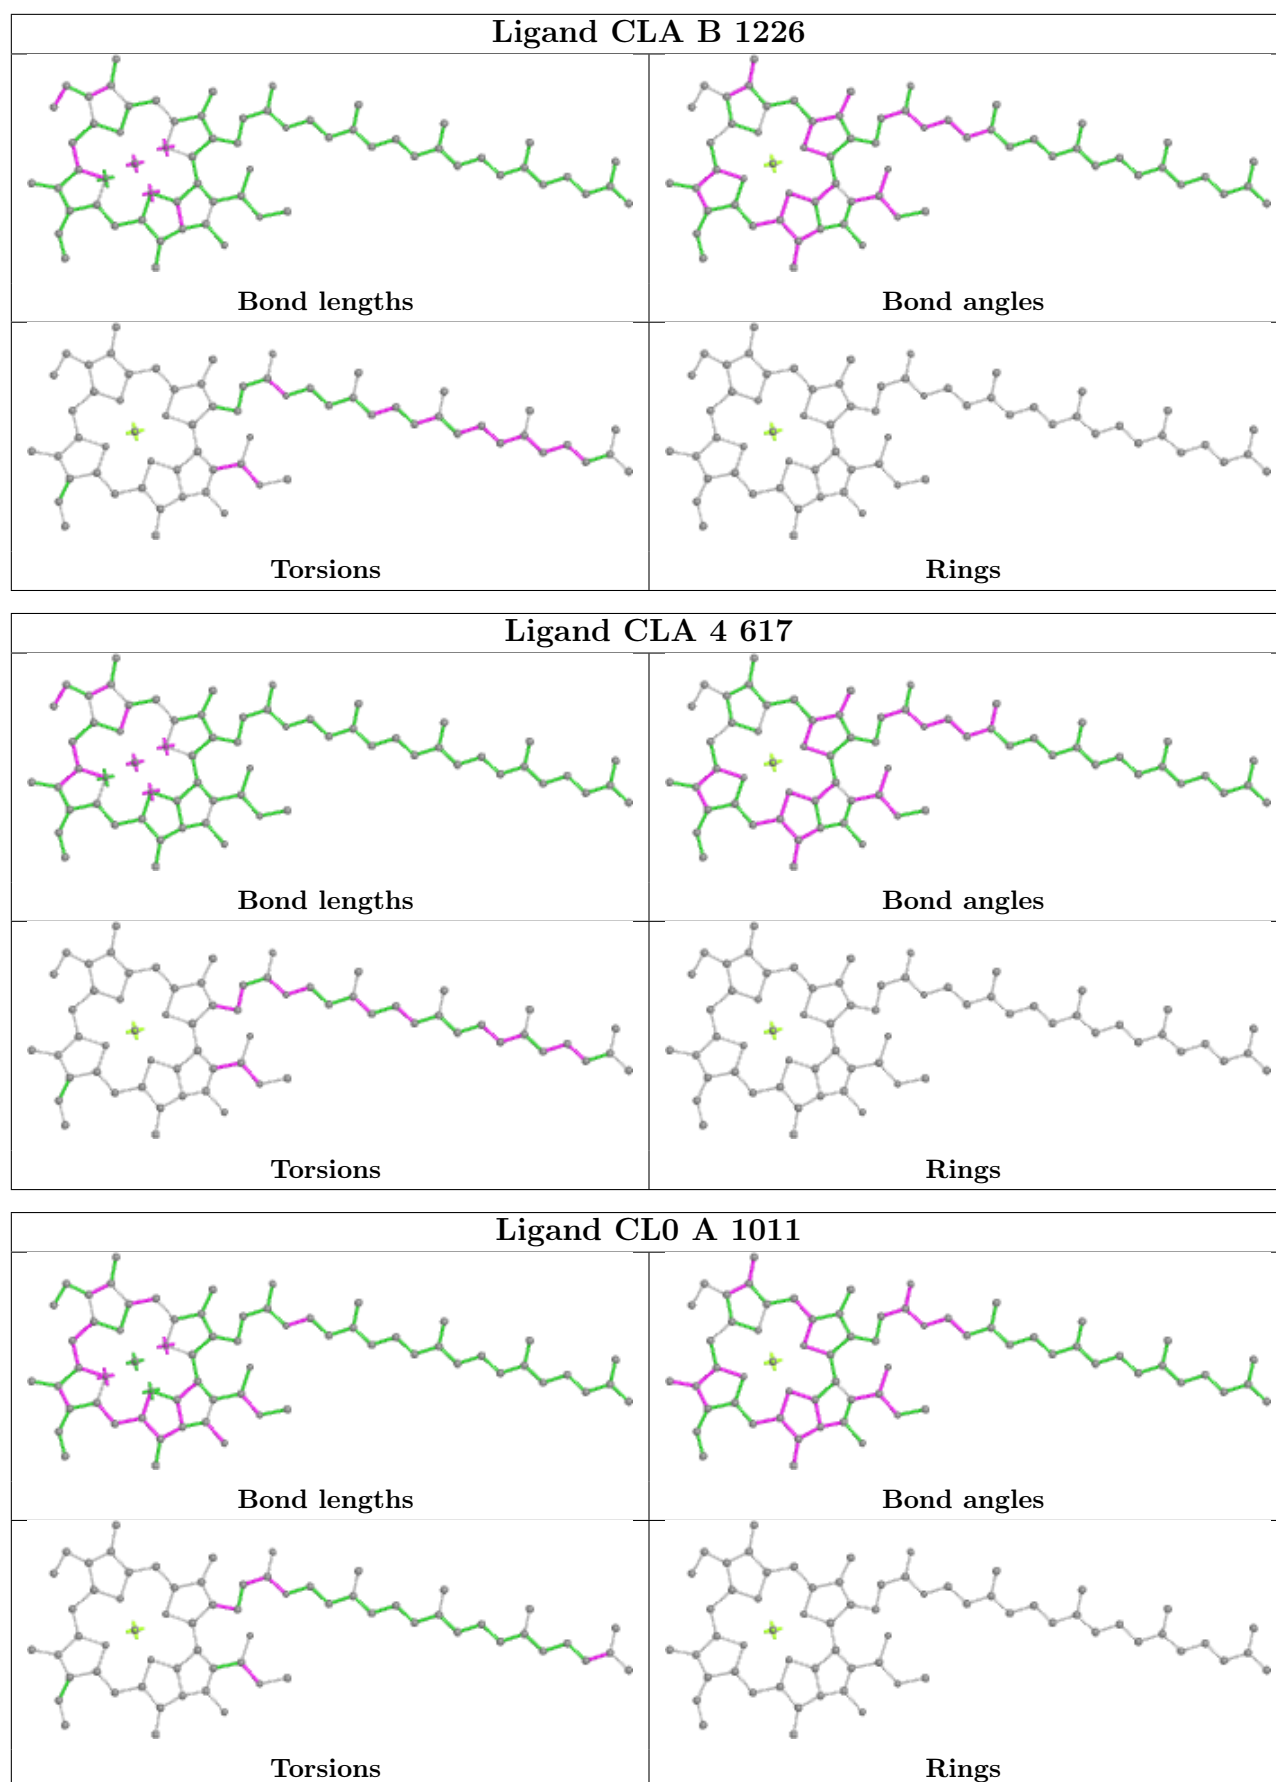 Ligand CLA B 1226
Bond lengths
Bond angles
Torsions
Rings
Ligand CLA 4 617
Bond lengths
Bond angles
Torsions
Rings
Ligand CL0 A 1011
Bond lengths
Bond angles
Torsions
Rings